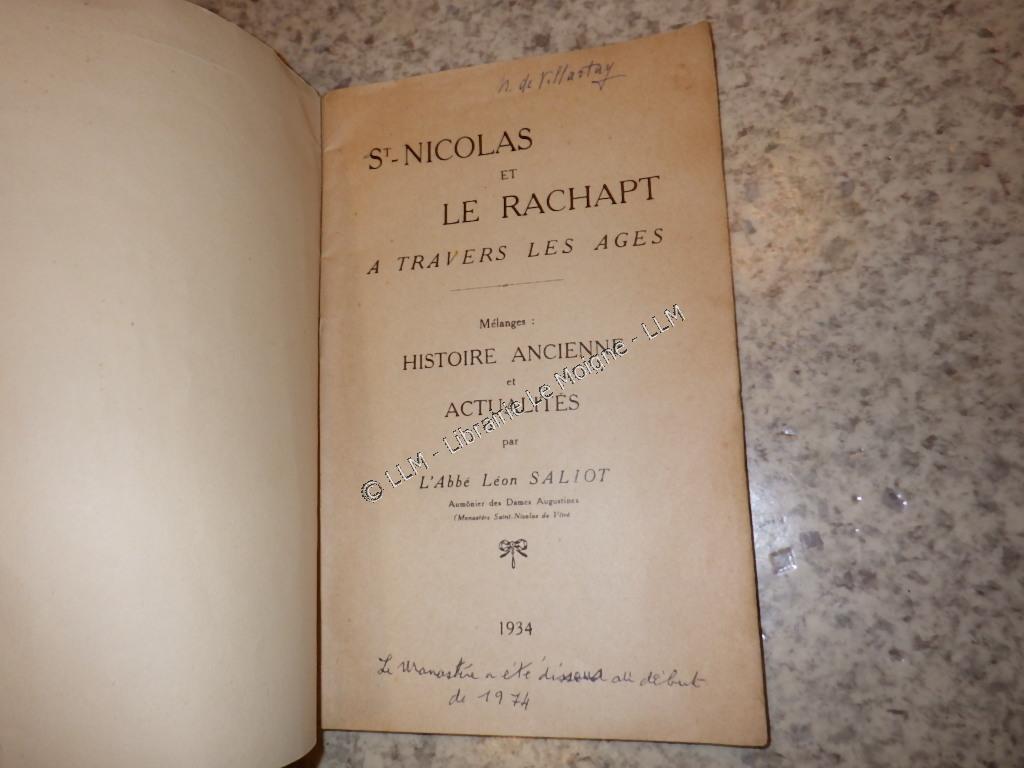 n. de Villartay
ST-NICOLAS
ET
LE RACHAPT
A TRAVERS LES AGES
Mélanges :
HISTOIRE ANCIENNE
et
ACTUALITÉS
par
L'Abbé Léon SALIOT
Aumônier des Dames Augustines
(Monastère Saint-Nicolas de Vitré
1934
Le Monastère a été dissous au début
de 1974
© LLM - Librairie Le Moigne - LLM